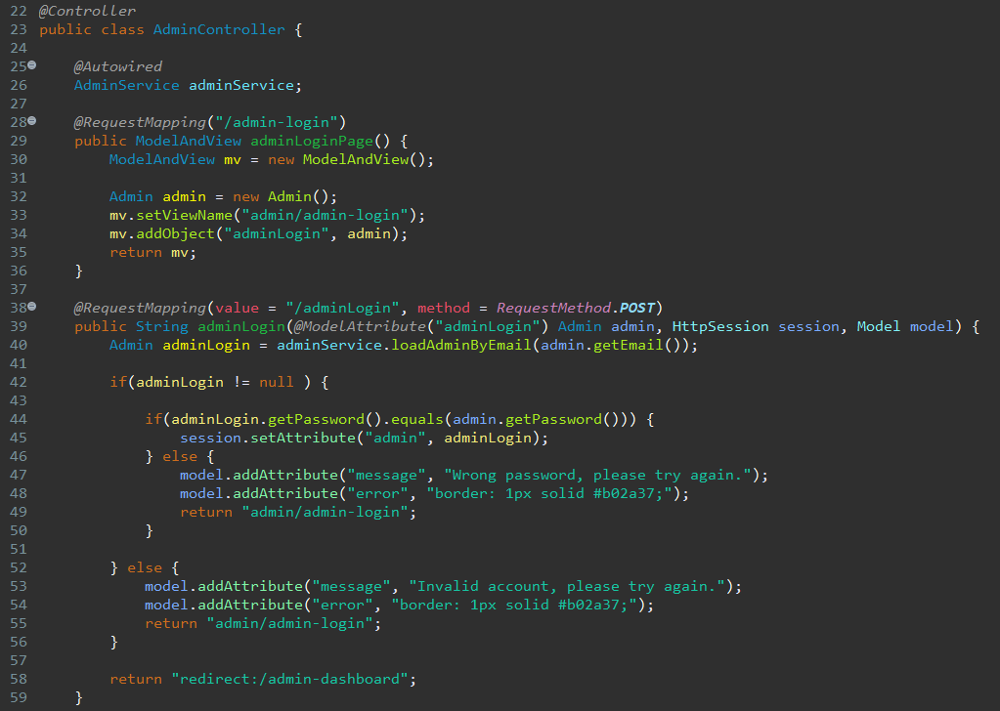 22 @Controller
23 public class AdminController {
24
25 @Autowired
26 AdminService adminService;
27
28 @RequestMapping("/admin-login")
29 public ModelAndView adminLoginPage() {
30 ModelAndView mv = new ModelAndView();
31
32 Admin admin = new Admin();
33 mv.setViewName("admin/admin-login");
34 mv.addObject("adminLogin", admin);
35 return mv;
36 }
37
38 @RequestMapping(value = "/adminLogin", method = RequestMethod.POST)
39 public String adminLogin(@ModelAttribute("adminLogin") Admin admin, HttpSession session, Model model) {
40 Admin adminLogin = adminService.loadAdminByEmail(admin.getEmail());
41
42 if(adminLogin != null ) {
43
44 if(adminLogin.getPassword().equals(admin.getPassword())) {
45 session.setAttribute("admin", adminLogin);
46 } else {
47 model.addAttribute("message", "Wrong password, please try again.");
48 model.addAttribute("error", "border: 1px solid #b02a37;");
49 return "admin/admin-login";
50 }
51
52 } else {
53 model.addAttribute("message", "Invalid account, please try again.");
54 model.addAttribute("error", "border: 1px solid #b02a37;");
55 return "admin/admin-login";
56 }
57
58 return "redirect:/admin-dashboard";
59 }